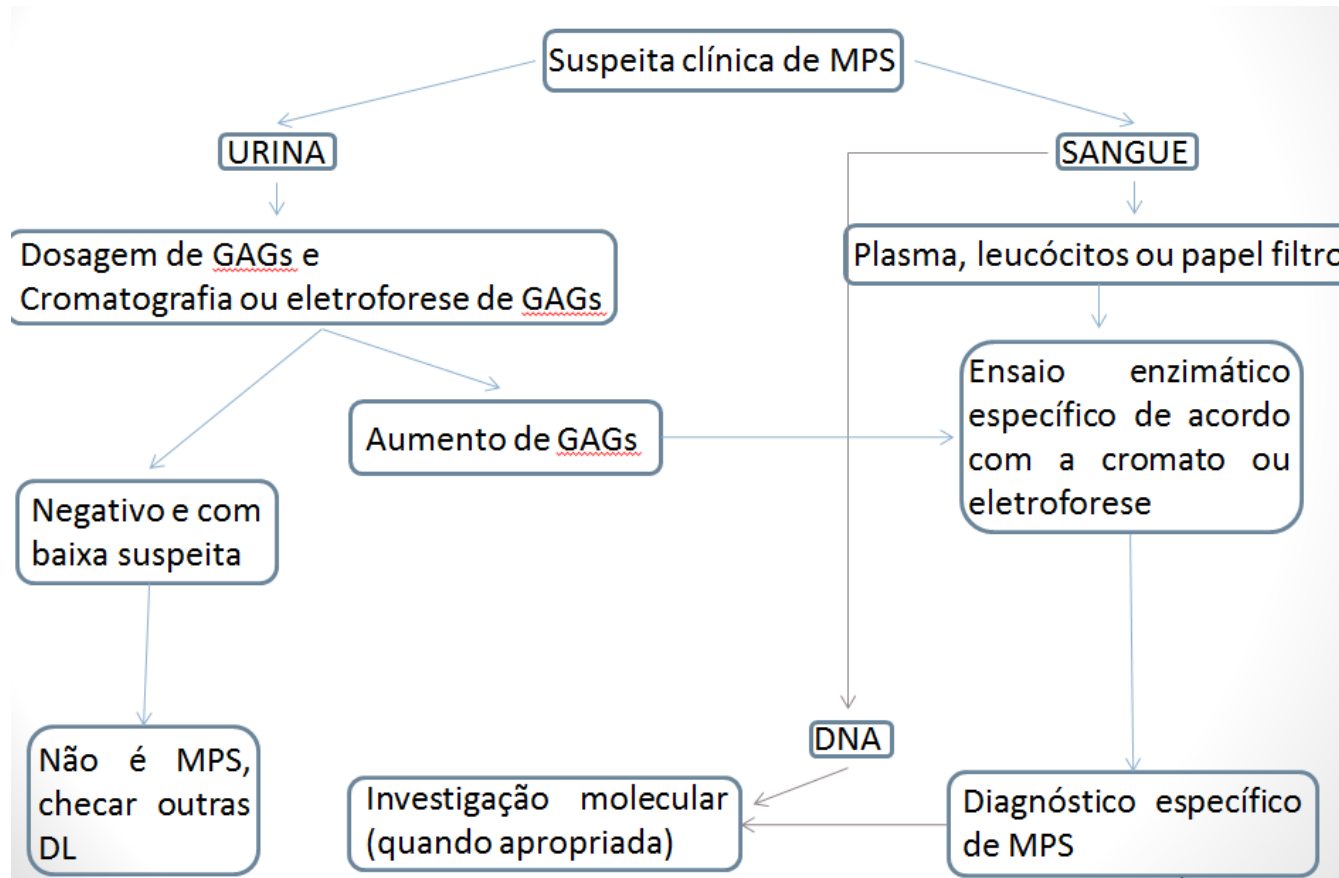 Suspeita clínica de MPS
URINA
SANGUE
Dosagem de GAGs e
Cromatografia ou eletroforese de GAGs
Plasma, leucócitos ou papel filtro
Aumento de GAGs
Ensaio enzimático
específico de acordo
com a cromato ou
eletroforese
Negativo e com
baixa suspeita
DNA
Não é MPS,
checar outras
DL
Investigação molecular
(quando apropriada)
Diagnóstico específico
de MPS